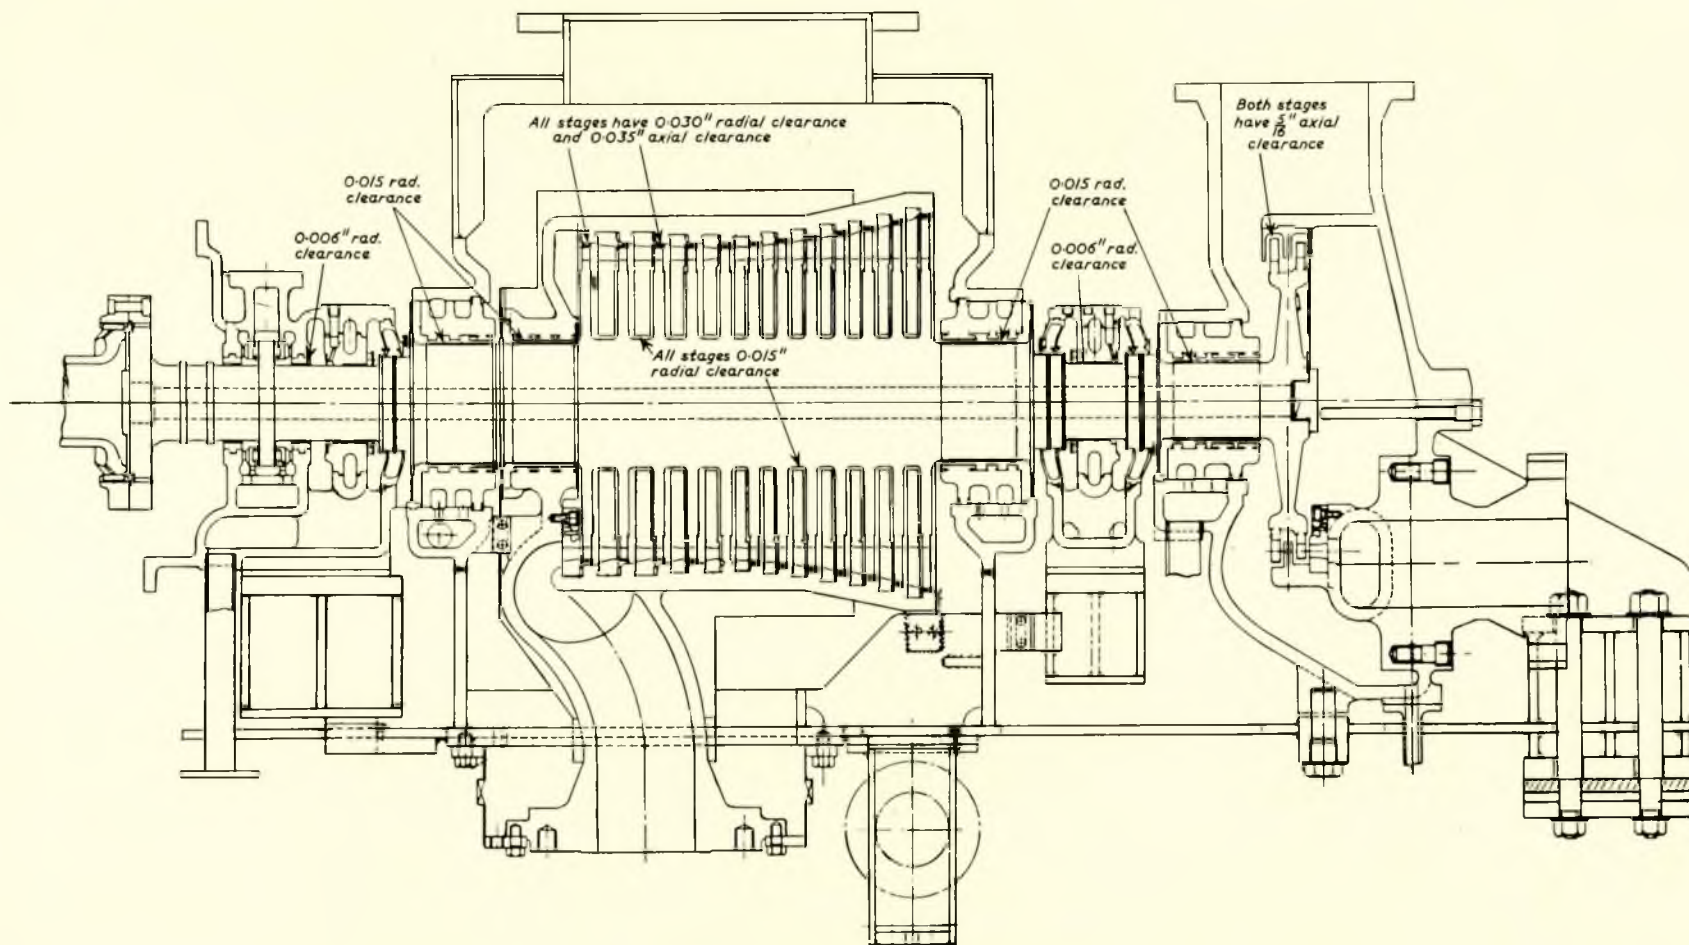 All stages have 0·030" radial clearance
and 0·035" axial clearance
Both stages
have 5/16" axial
clearance
0·015 rad.
clearance
0·006" rad.
clearance
0·015 rad.
clearance
0·006" rad.
clearance
All stages 0·015"
radial clearance